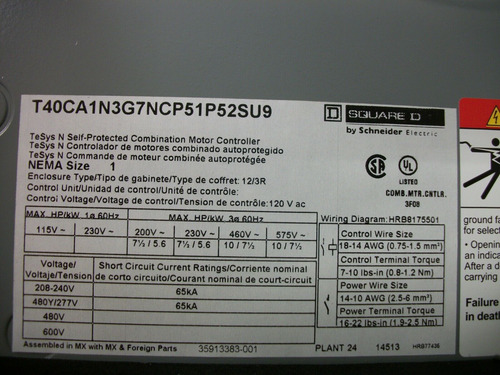 T40CA1N3G7NCP51P52SU9
SQUARE D
by Schneider Electric
TeSys N Self-Protected Combination Motor Controller
TeSys N Controlador de motores combinado autoprotegido
TeSys N Commande de moteur combinée autoprotégée
NEMA Size 1
Enclosure Type/Tipo de gabinete/Type de coffret: 12/3R
Control Unit/Unidad de control/Unité de contrôle:
Control Voltage/Voltaje de control/Tension de contrôle: 120 v ac
SA
UL
LISTED
COMB.MTR.CNTLR.
3F08
MAX. HP/kW 1ø 60Hz
MAX. HP/kW 3ø 60Hz
115V ~ 230V ~ 200V ~ 230V ~ 460V ~ 575V ~
7½ / 5.6 7½ / 5.6 10 / 7½ 10 / 7½
Wiring Diagram: HRB8175501
Control Wire Size
18-14 AWG (0.75-1.5 mm²)
Control Terminal Torque
7-10 lbs-in (0.8-1.2 Nm)
Power Wire Size
14-10 AWG (2.5-6 mm²)
Power Terminal Torque
16-22 lbs-in (1.9-2.5 Nm)
Voltage/
Voltaje/Tension
Short Circuit Current Ratings/Corriente nominal
de corto circuito/Courant nominal de court-circuit
208-240V 65kA
480Y/277V 65kA
480V
600V
Assembled in MX with MX & Foreign Parts 35913383-001 PLANT 24 14513 HRB77436
ground fa
for selec
• Openin
an indica
After a d
carrying
Failure
in death